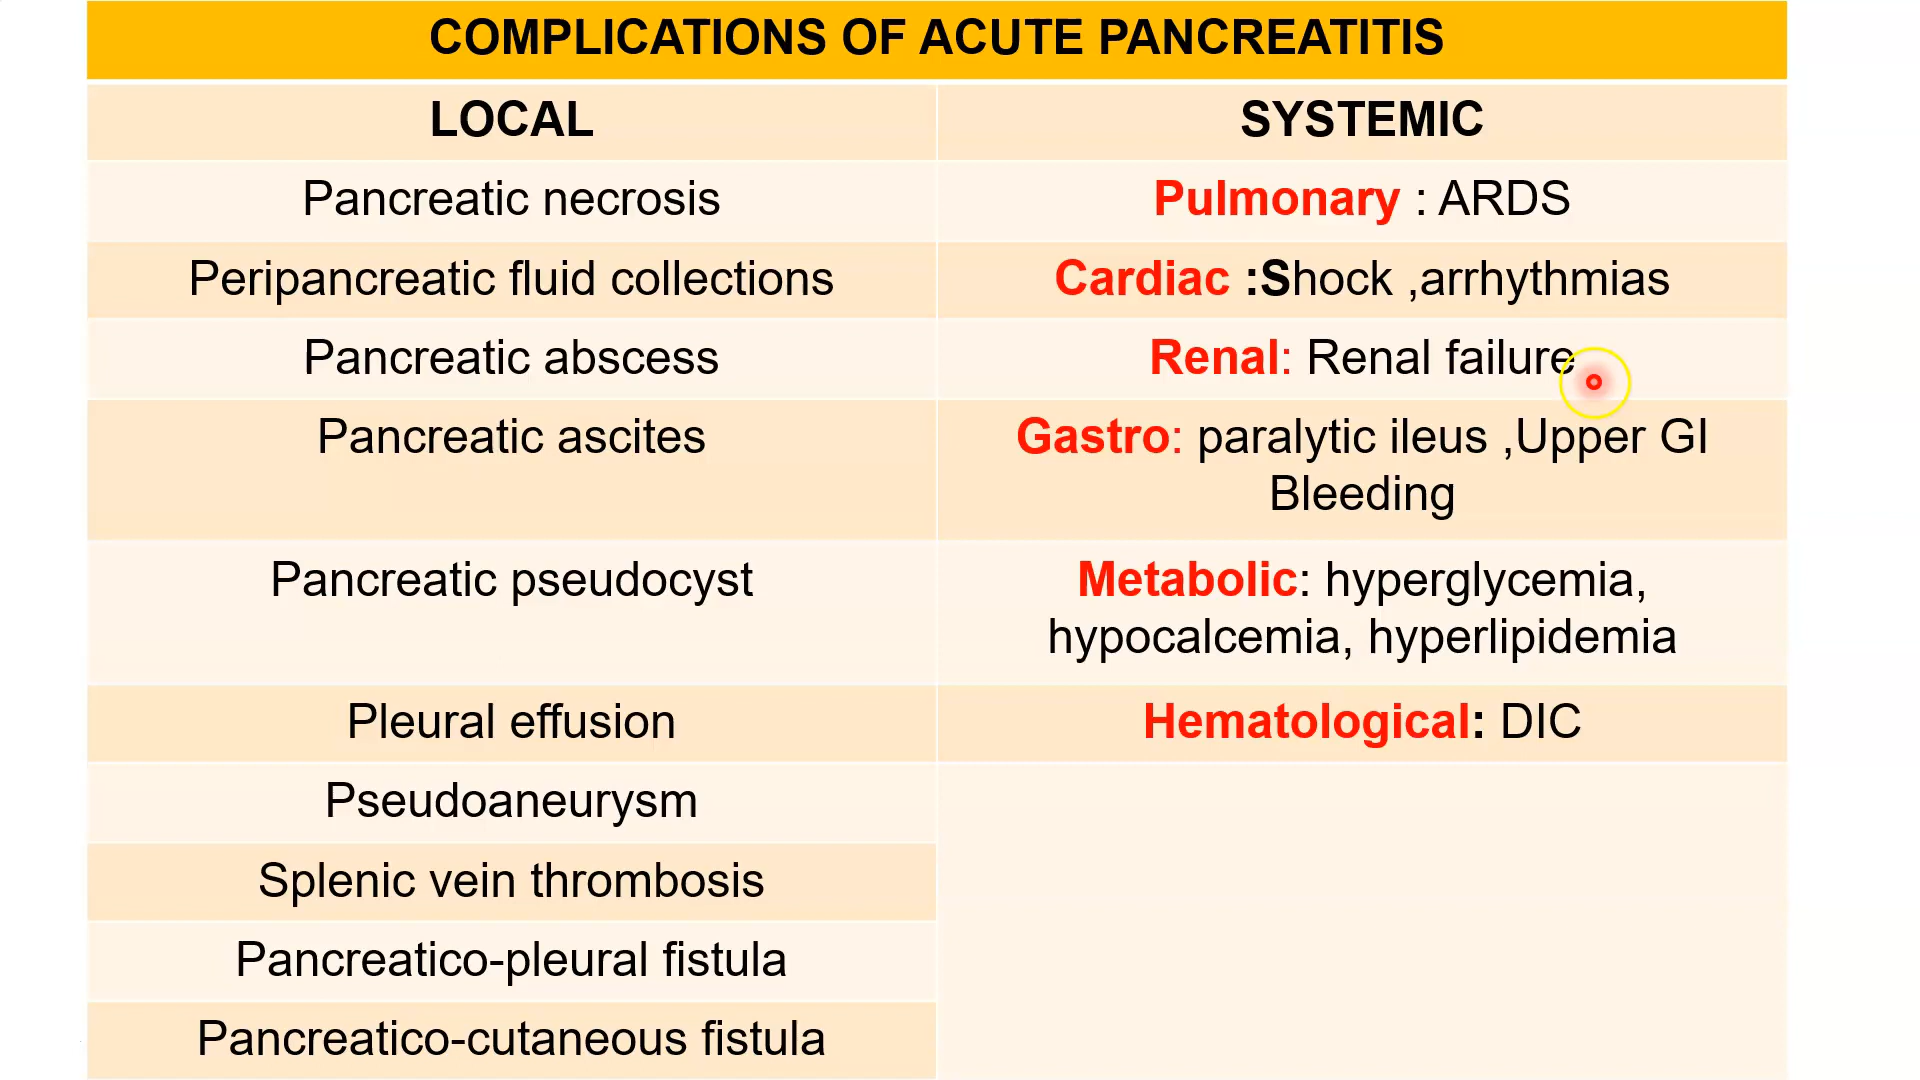 COMPLICATIONS OF ACUTE PANCREATITIS
LOCAL
SYSTEMIC
Pancreatic necrosis
Pulmonary : ARDS
Peripancreatic fluid collections
Cardiac :Shock ,arrhythmias
Pancreatic abscess
Renal: Renal failure
Pancreatic ascites
Gastro: paralytic ileus ,Upper GI
Bleeding
Pancreatic pseudocyst
Metabolic: hyperglycemia,
hypocalcemia, hyperlipidemia
Pleural effusion
Hematological: DIC
Pseudoaneurysm
Splenic vein thrombosis
Pancreatico-pleural fistula
Pancreatico-cutaneous fistula